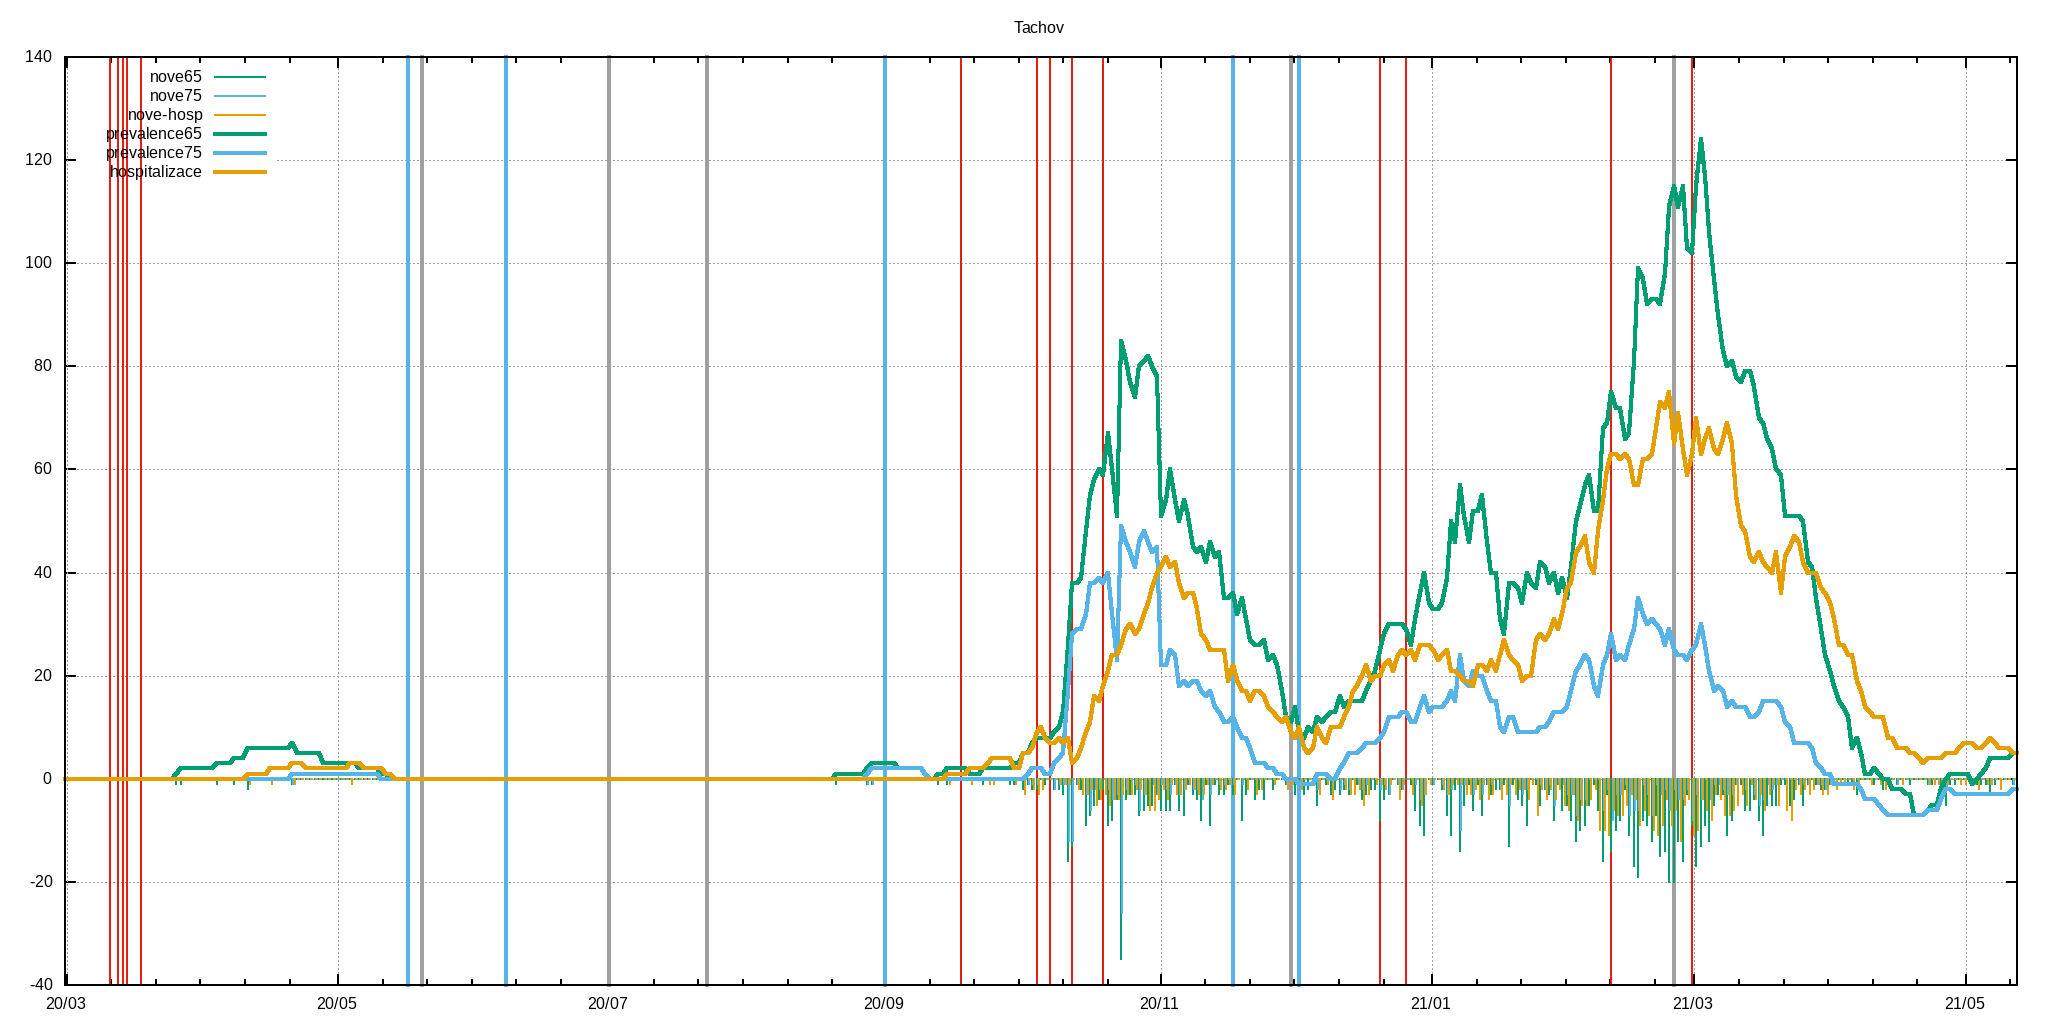 Tachov
nove65
nove75
nove-hosp
prevalence65
prevalence75
hospitalizace
140
120
100
80
60
40
20
0
-20
-40
20/03 20/05 20/07 20/09 20/11 21/01 21/03 21/05